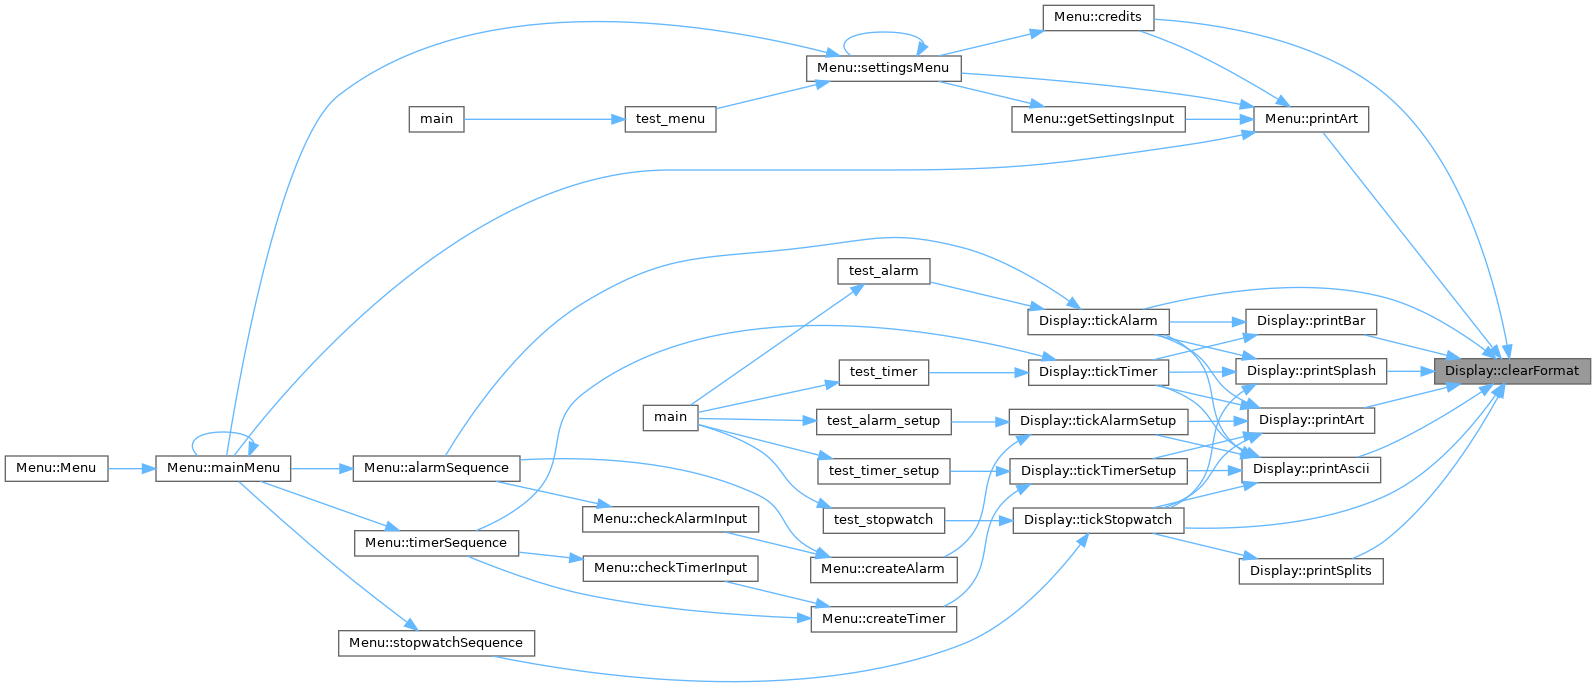 Menu::credits
Menu::settingsMenu
main
test_menu
Menu::getSettingsInput
Menu::printArt
test_alarm
Display::tickAlarm
Display::printBar
test_timer
Display::tickTimer
Display::printSplash
Display::clearFormat
main
test_alarm_setup
Display::tickAlarmSetup
Display::printArt
Menu::Menu
Menu::mainMenu
Menu::alarmSequence
test_timer_setup
Display::tickTimerSetup
Display::printAscii
Menu::checkAlarmInput
test_stopwatch
Display::tickStopwatch
Menu::timerSequence
Menu::checkTimerInput
Menu::createAlarm
Display::printSplits
Menu::createTimer
Menu::stopwatchSequence